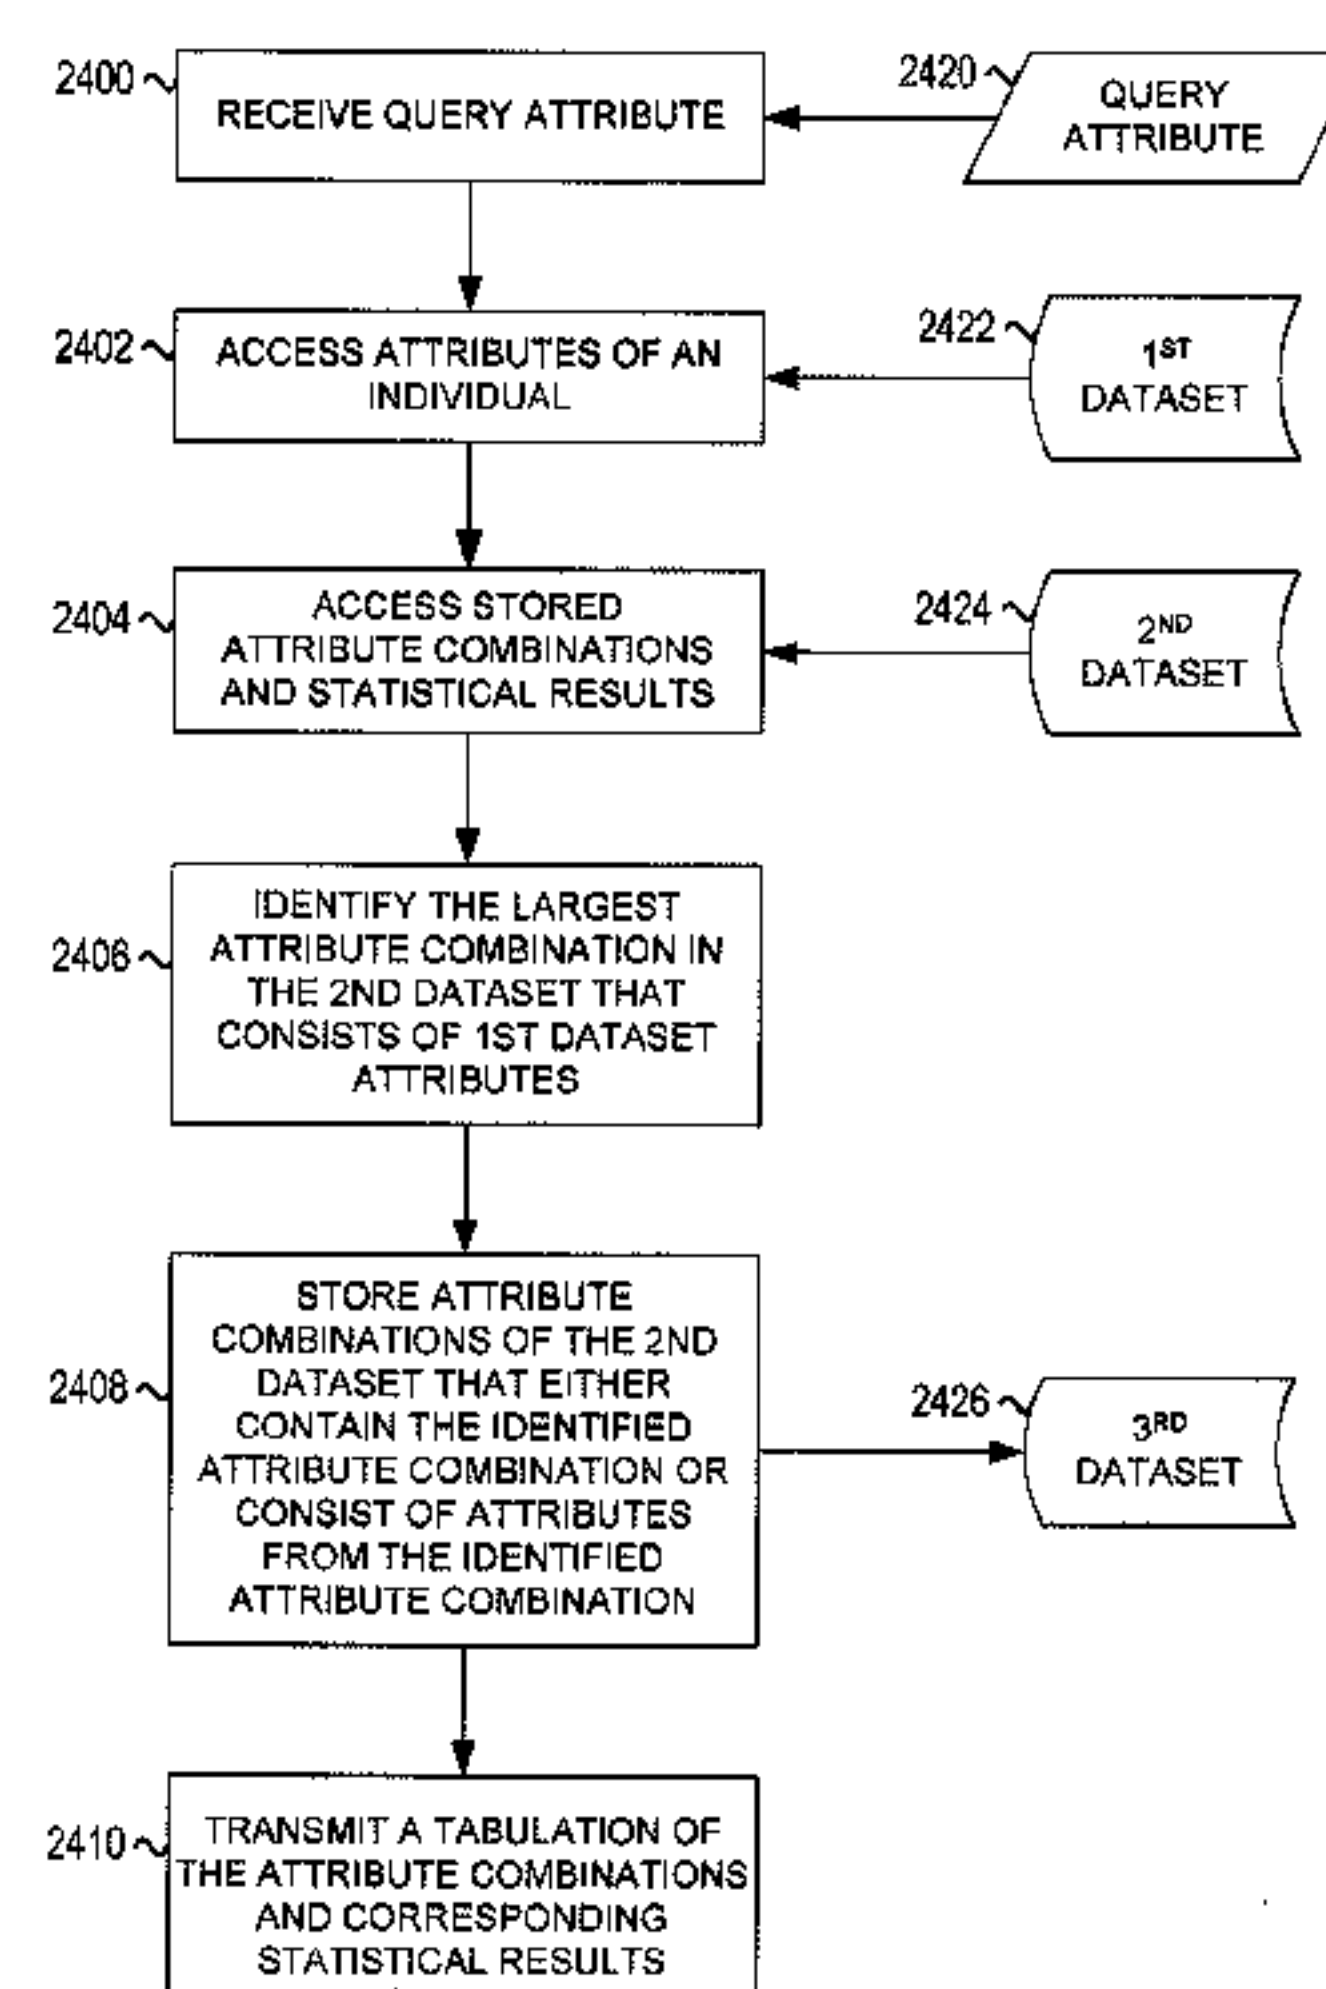 2400
RECEIVE QUERY ATTRIBUTE
2420
QUERY
ATTRIBUTE
2402
ACCESS ATTRIBUTES OF AN
INDIVIDUAL
2422
1ST
DATASET
2404
ACCESS STORED
ATTRIBUTE COMBINATIONS
AND STATISTICAL RESULTS
2424
2ND
DATASET
2406
IDENTIFY THE LARGEST
ATTRIBUTE COMBINATION IN
THE 2ND DATASET THAT
CONSISTS OF 1ST DATASET
ATTRIBUTES
2408
STORE ATTRIBUTE
COMBINATIONS OF THE 2ND
DATASET THAT EITHER
CONTAIN THE IDENTIFIED
ATTRIBUTE COMBINATION OR
CONSIST OF ATTRIBUTES
FROM THE IDENTIFIED
ATTRIBUTE COMBINATION
2426
3RD
DATASET
2410
TRANSMIT A TABULATION OF
THE ATTRIBUTE COMBINATIONS
AND CORRESPONDING
STATISTICAL RESULTS